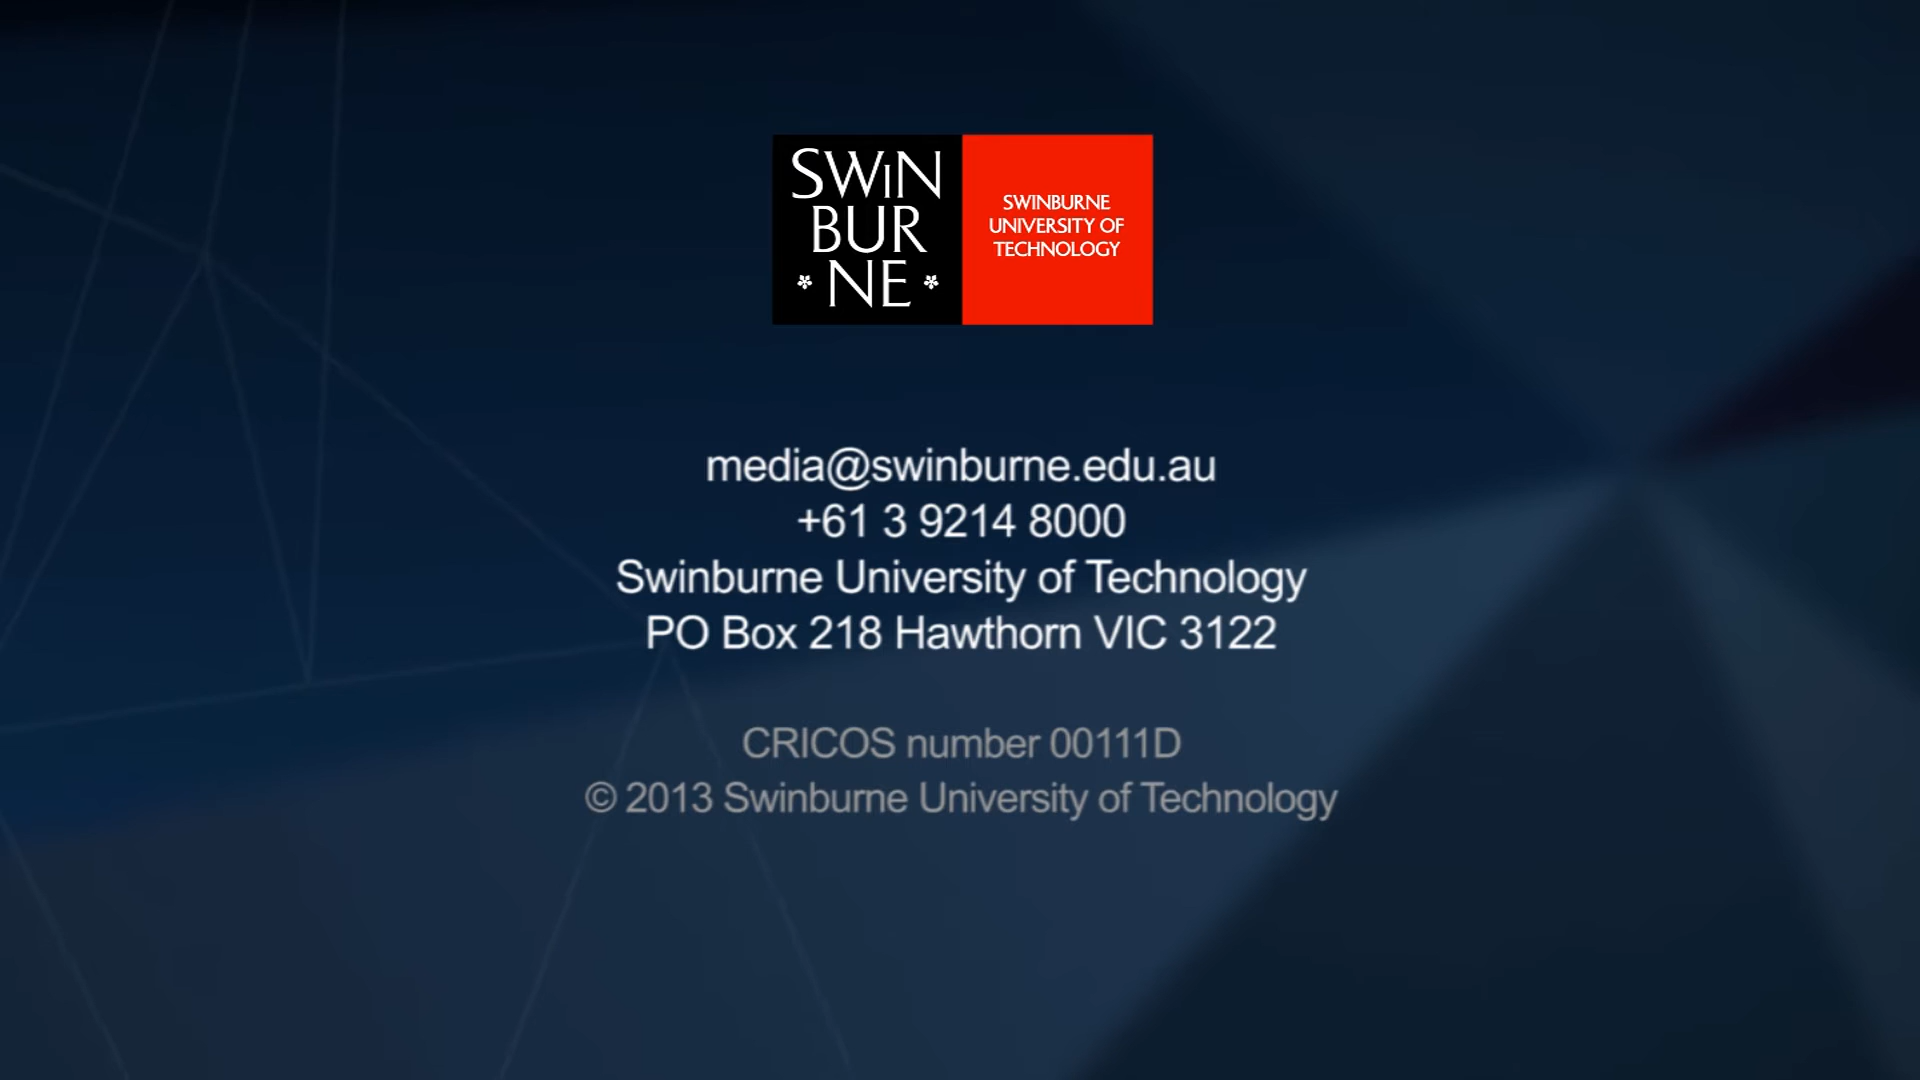 SWiN
BUR
NE
SWINBURNE
UNIVERSITY OF
TECHNOLOGY
media@swinburne.edu.au
+61 3 9214 8000
Swinburne University of Technology
PO Box 218 Hawthorn VIC 3122
CRICOS number 00111D
© 2013 Swinburne University of Technology